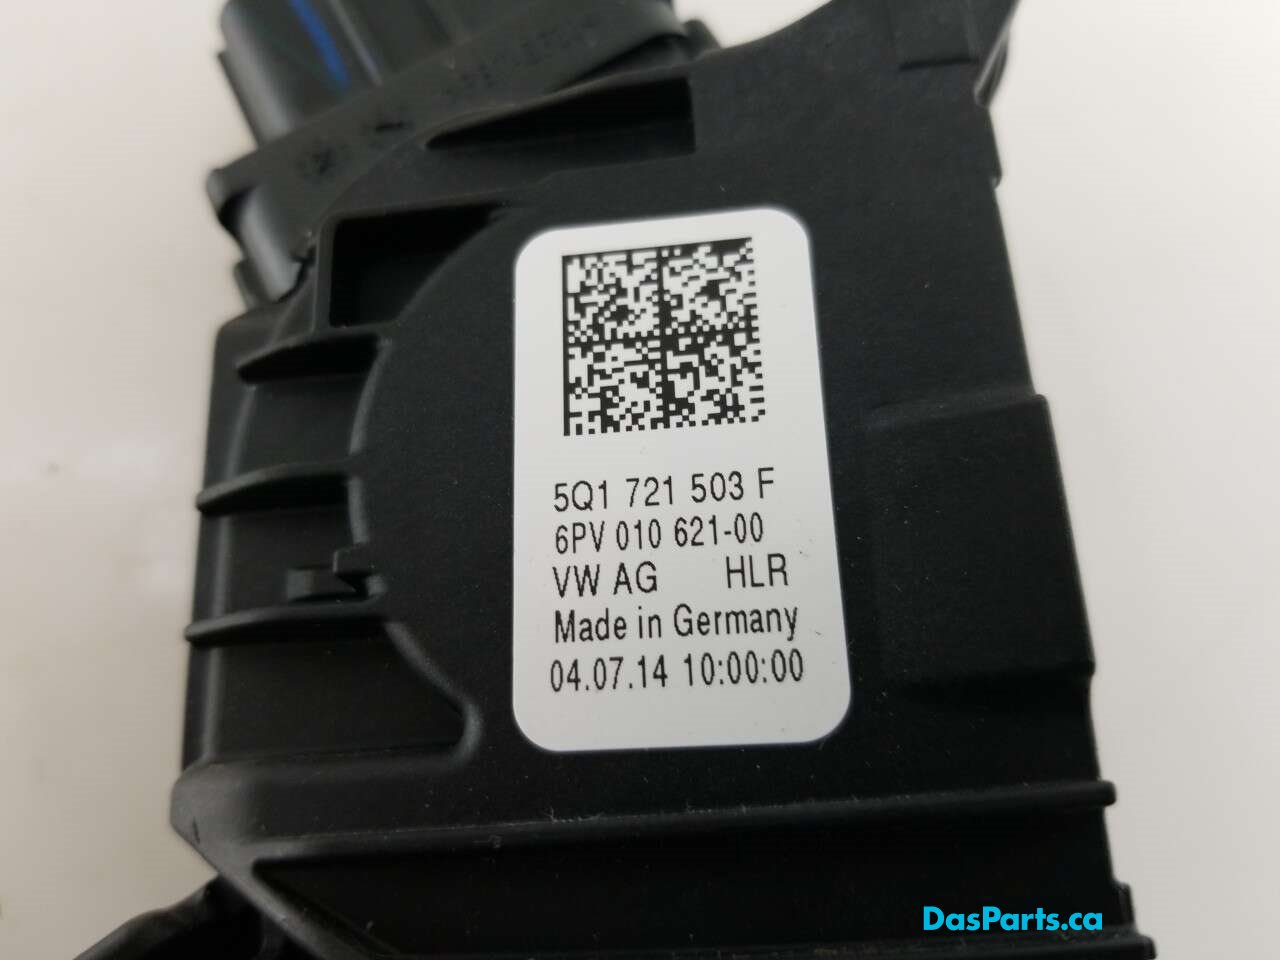 5Q1 721 503 F
6PV 010 621-00
VW AG HLR
Made in Germany
04.07.14 10:00:00
DasParts.ca